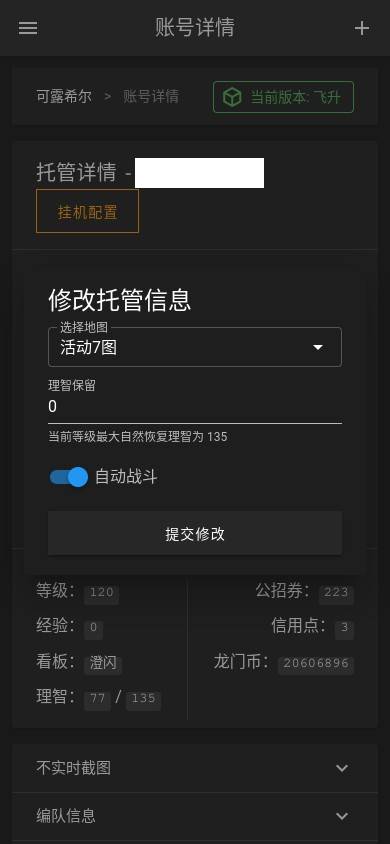 账号详情
可露希尔 > 账号详情
当前版本: 飞升
托管详情 -
挂机配置
修改托管信息
选择地图
活动7图
理智保留
0
当前等级最大自然恢复理智为 135
自动战斗
提交修改
等级: 120
公招券: 223
经验: 0
信用点: 3
看板: 澄闪
龙门币: 20606896
理智: 77 / 135
不实时截图
编队信息